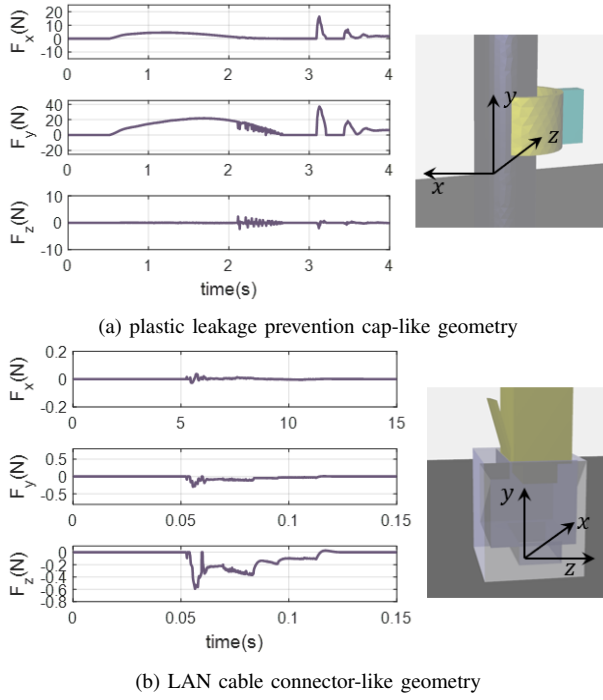 F_x(N)
20
10
0
-10
0 1 2 3 4
F_y(N)
40
20
0
-20
0 1 2 3 4
F_z(N)
10
0
-10
0 1 2 3 4
time(s)
y
z
x
(a) plastic leakage prevention cap-like geometry
F_x(N)
0.2
0
-0.2
0 5 10 15
F_y(N)
0.5
0
-0.5
0 0.05 0.1 0.15
F_z(N)
0
-0.2
-0.4
-0.6
-0.8
0 0.05 0.1 0.15
time(s)
y
x
z
(b) LAN cable connector-like geometry